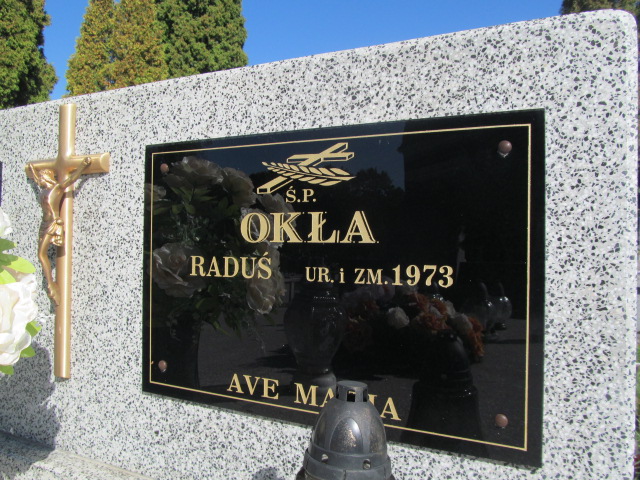 Ś.P.
OKŁA
RADUŚ UR. i ZM. 1973
AVE